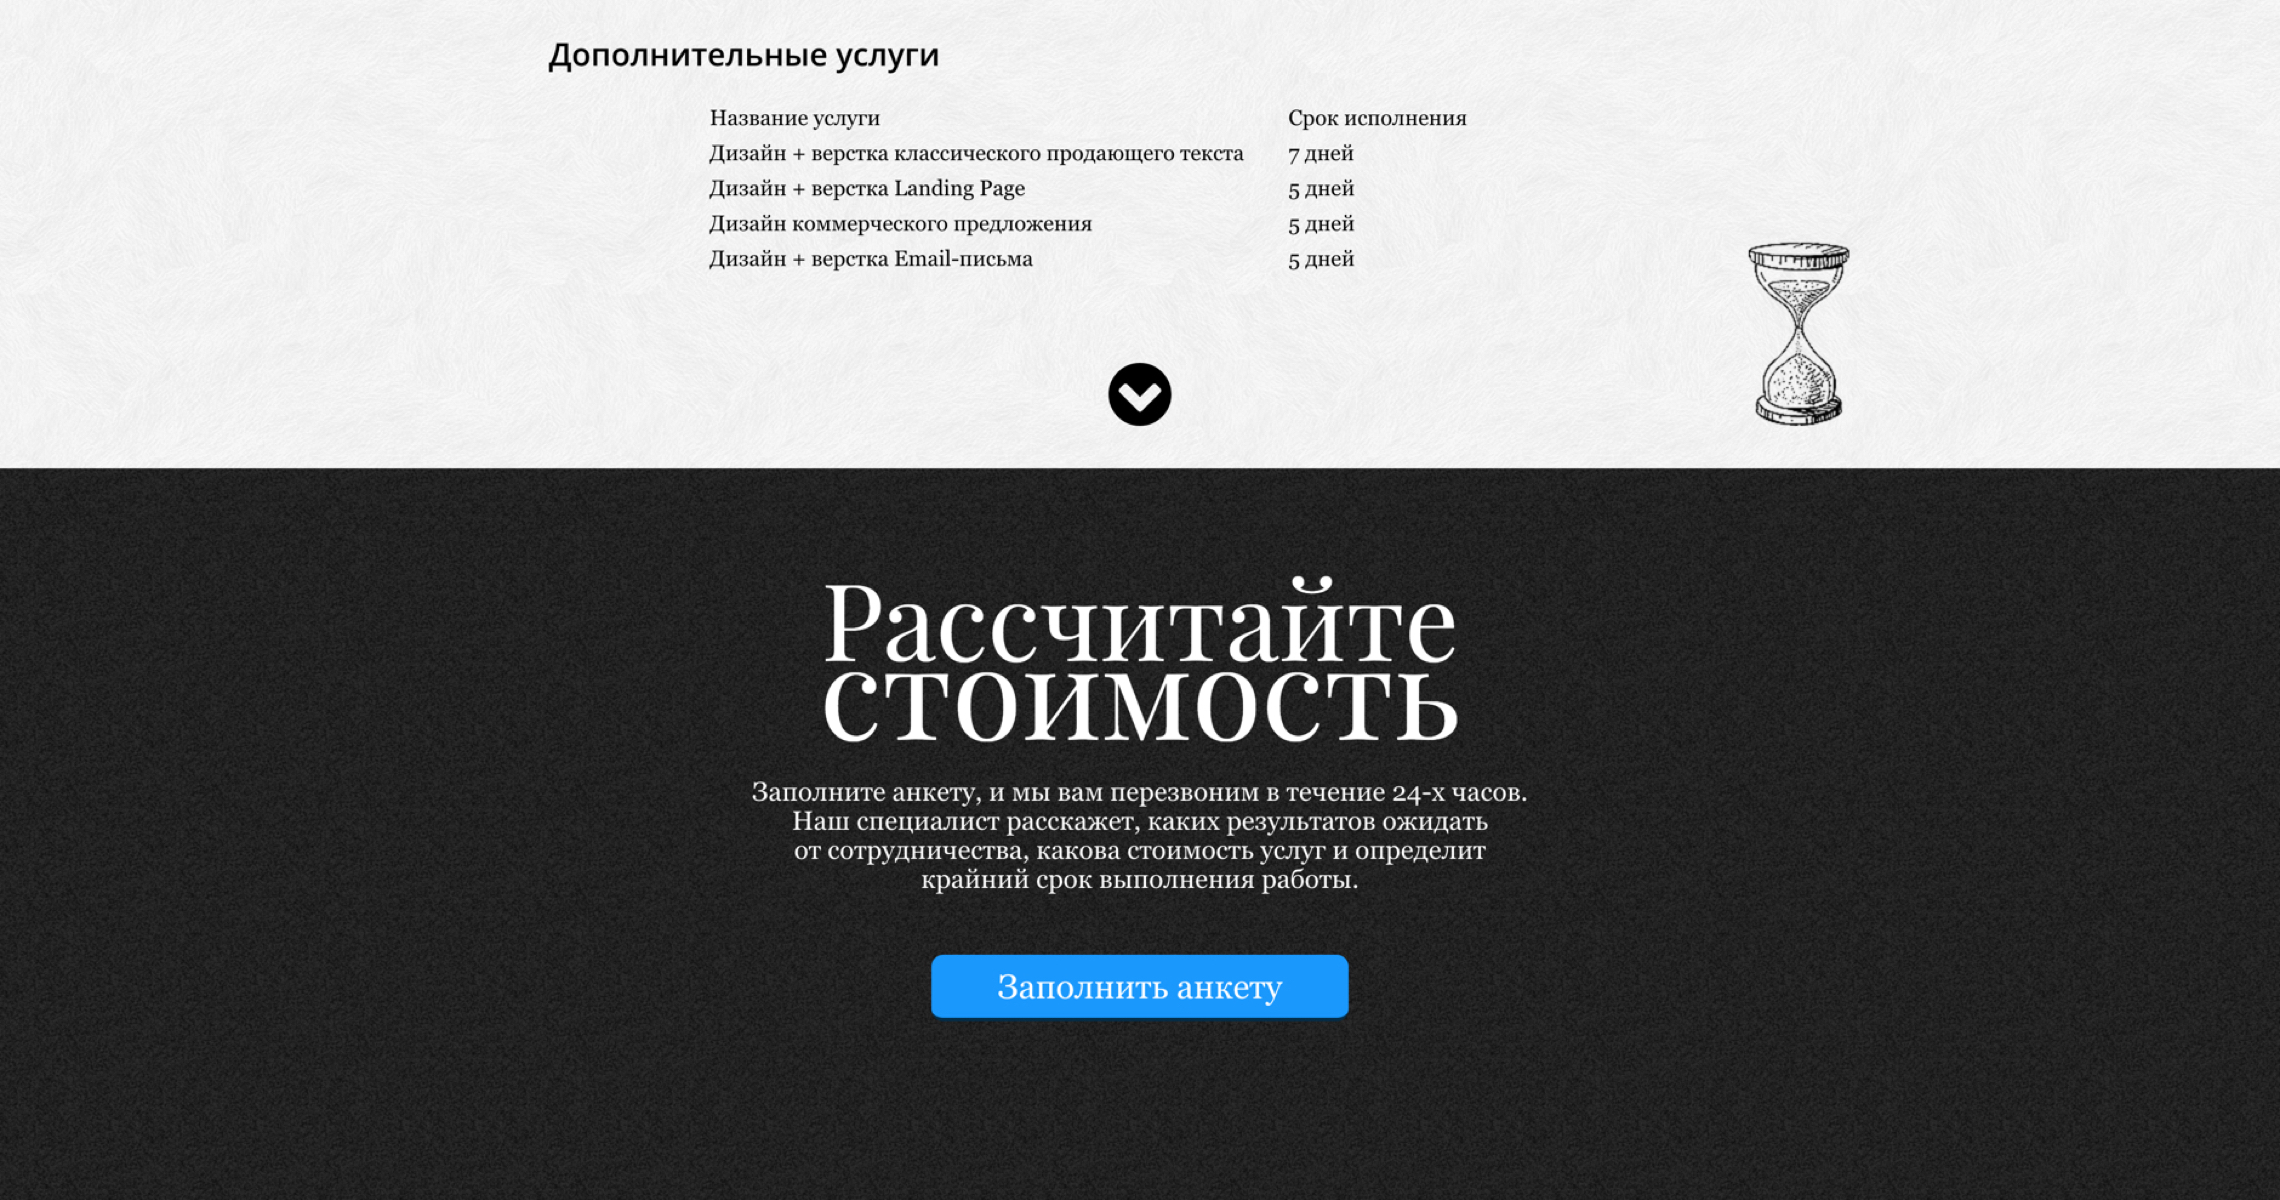 Дополнительные услуги
Название услуги Срок исполнения
Дизайн + верстка классического продающего текста 7 дней
Дизайн + верстка Landing Page 5 дней
Дизайн коммерческого предложения 5 дней
Дизайн + верстка Email-письма 5 дней
Рассчитайте
стоимость
Заполните анкету, и мы вам перезвоним в течение 24-х часов.
Наш специалист расскажет, каких результатов ожидать
от сотрудничества, какова стоимость услуг и определит
крайний срок выполнения работы.
Заполнить анкету